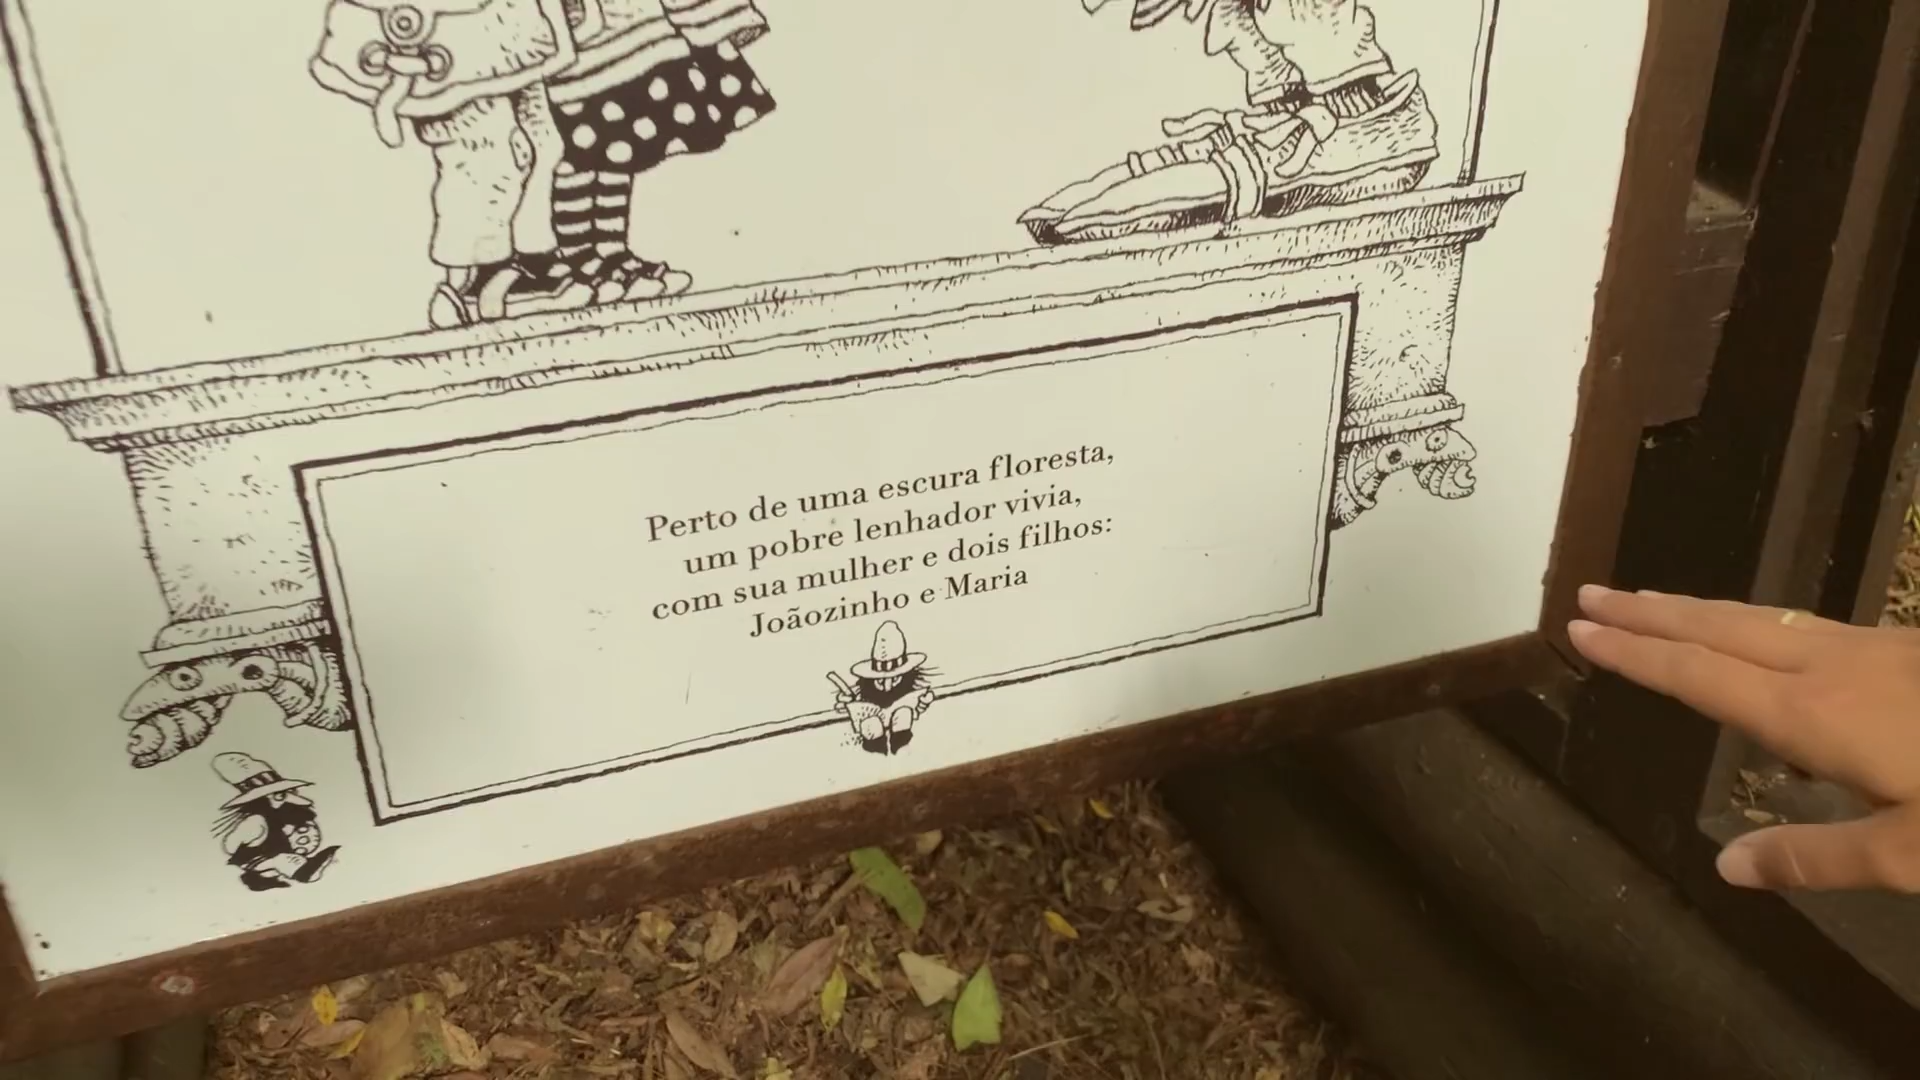 Perto de uma escura floresta,
um pobre lenhador vivia,
com sua mulher e dois filhos:
Joãozinho e Maria